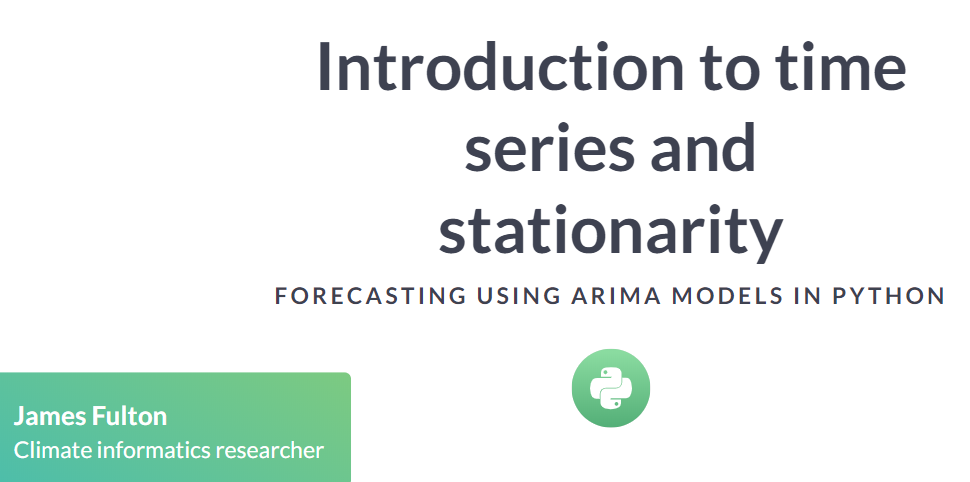 Introduction to time
series and
stationarity
FORECASTING USING ARIMA MODELS IN PYTHON
James Fulton
Climate informatics researcher